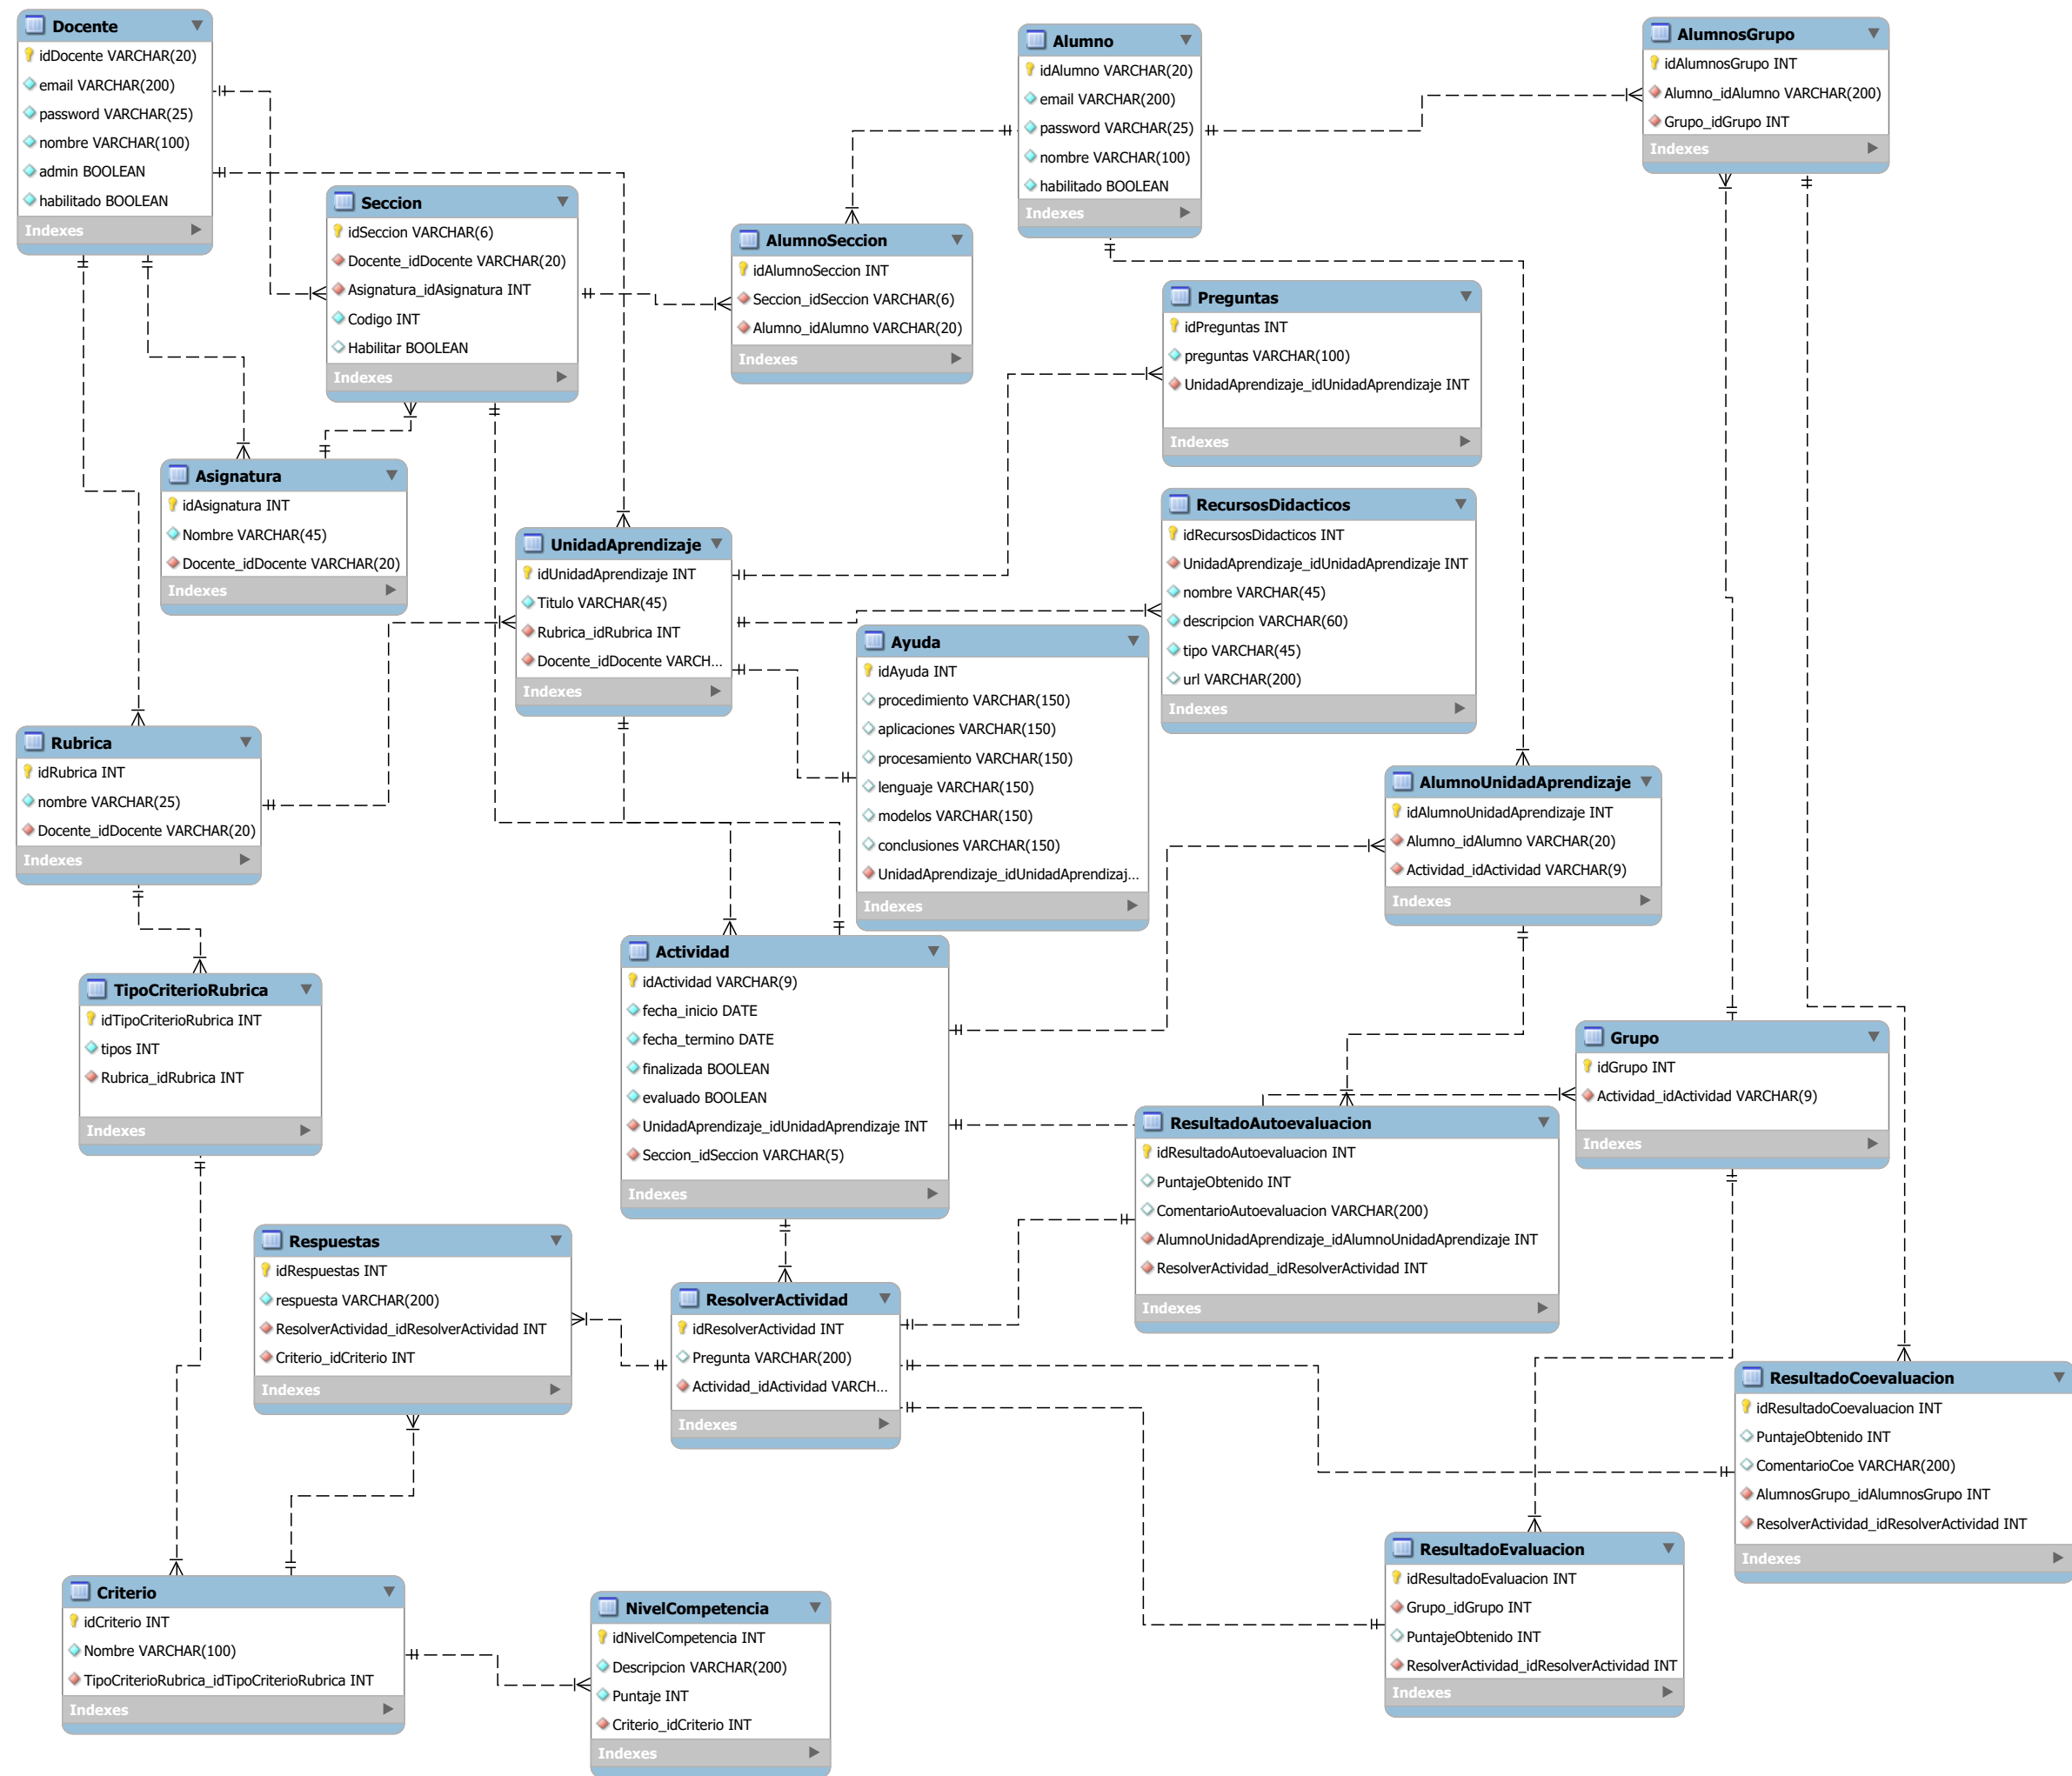 Docente
idDocente VARCHAR(20)
email VARCHAR(200)
password VARCHAR(25)
nombre VARCHAR(100)
admin BOOLEAN
habilitado BOOLEAN
Indexes
Alumno
idAlumno VARCHAR(20)
email VARCHAR(200)
password VARCHAR(25)
nombre VARCHAR(100)
habilitado BOOLEAN
Indexes
AlumnosGrupo
idAlumnosGrupo INT
Alumno_idAlumno VARCHAR(200)
Grupo_idGrupo INT
Indexes
Seccion
idSeccion VARCHAR(6)
Docente_idDocente VARCHAR(20)
Asignatura_idAsignatura INT
Codigo INT
Habilitar BOOLEAN
Indexes
AlumnoSeccion
idAlumnoSeccion INT
Seccion_idSeccion VARCHAR(6)
Alumno_idAlumno VARCHAR(20)
Indexes
Preguntas
idPreguntas INT
preguntas VARCHAR(100)
UnidadAprendizaje_idUnidadAprendizaje INT
Indexes
Asignatura
idAsignatura INT
Nombre VARCHAR(45)
Docente_idDocente VARCHAR(20)
Indexes
UnidadAprendizaje
idUnidadAprendizaje INT
Titulo VARCHAR(45)
Rubrica_idRubrica INT
Docente_idDocente VARCH...
Indexes
RecursosDidacticos
idRecursosDidacticos INT
UnidadAprendizaje_idUnidadAprendizaje INT
nombre VARCHAR(45)
descripcion VARCHAR(60)
tipo VARCHAR(45)
url VARCHAR(200)
Indexes
Ayuda
idAyuda INT
procedimiento VARCHAR(150)
aplicaciones VARCHAR(150)
procesamiento VARCHAR(150)
lenguaje VARCHAR(150)
modelos VARCHAR(150)
conclusiones VARCHAR(150)
UnidadAprendizaje_idUnidadAprendizaj...
Indexes
Rubrica
idRubrica INT
nombre VARCHAR(25)
Docente_idDocente VARCHAR(20)
Indexes
AlumnoUnidadAprendizaje
idAlumnoUnidadAprendizaje INT
Alumno_idAlumno VARCHAR(20)
Actividad_idActividad VARCHAR(9)
Indexes
Actividad
idActividad VARCHAR(9)
fecha_inicio DATE
fecha_termino DATE
finalizada BOOLEAN
evaluado BOOLEAN
UnidadAprendizaje_idUnidadAprendizaje INT
Seccion_idSeccion VARCHAR(5)
Indexes
TipoCriterioRubrica
idTipoCriterioRubrica INT
tipos INT
Rubrica_idRubrica INT
Indexes
Grupo
idGrupo INT
Actividad_idActividad VARCHAR(9)
Indexes
ResultadoAutoevaluacion
idResultadoAutoevaluacion INT
PuntajeObtenido INT
ComentarioAutoevaluacion VARCHAR(200)
AlumnoUnidadAprendizaje_idAlumnoUnidadAprendizaje INT
ResolverActividad_idResolverActividad INT
Indexes
Respuestas
idRespuestas INT
respuesta VARCHAR(200)
ResolverActividad_idResolverActividad INT
Criterio_idCriterio INT
Indexes
ResolverActividad
idResolverActividad INT
Pregunta VARCHAR(200)
Actividad_idActividad VARCH...
Indexes
ResultadoCoevaluacion
idResultadoCoevaluacion INT
PuntajeObtenido INT
ComentarioCoe VARCHAR(200)
AlumnosGrupo_idAlumnosGrupo INT
ResolverActividad_idResolverActividad INT
Indexes
ResultadoEvaluacion
idResultadoEvaluacion INT
Grupo_idGrupo INT
PuntajeObtenido INT
ResolverActividad_idResolverActividad INT
Indexes
Criterio
idCriterio INT
Nombre VARCHAR(100)
TipoCriterioRubrica_idTipoCriterioRubrica INT
Indexes
NivelCompetencia
idNivelCompetencia INT
Descripcion VARCHAR(200)
Puntaje INT
Criterio_idCriterio INT
Indexes